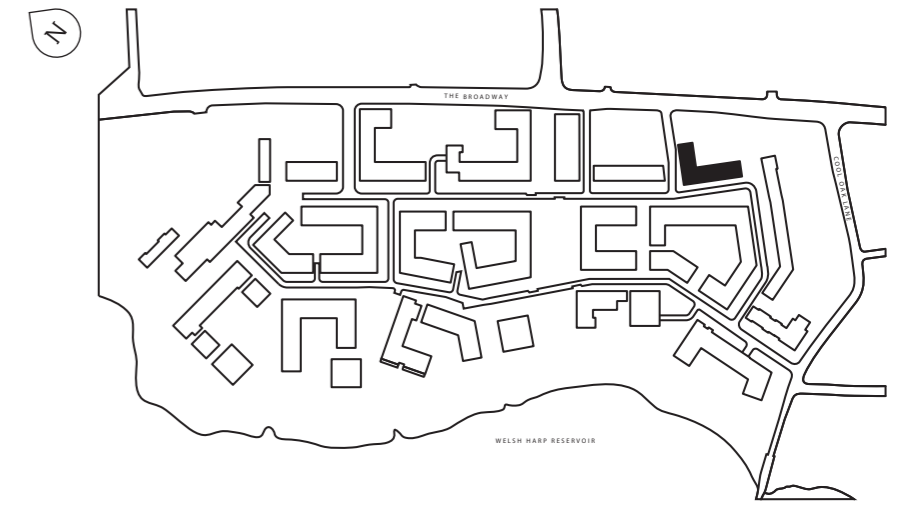 N
THE BROADWAY
COOL OAK LANE
WELSH HARP RESERVOIR